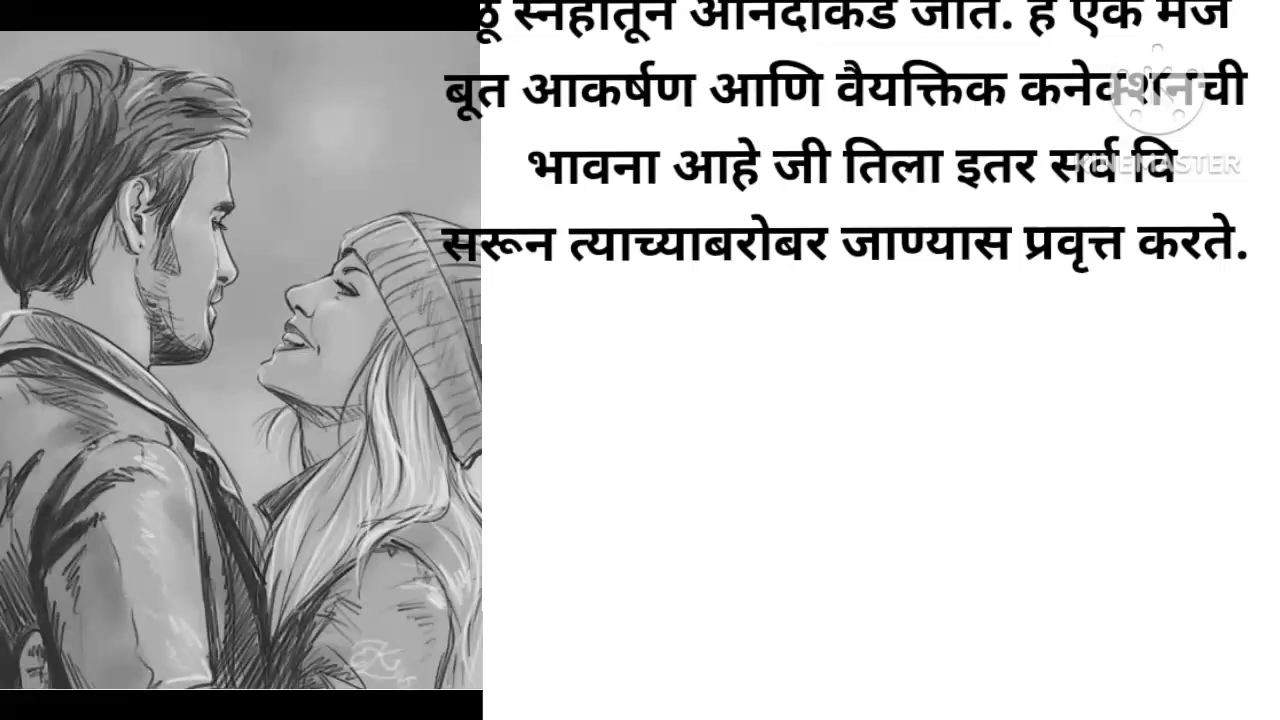 स्नेहातून आनंदाकडे जाते. हे एक मज
बूत आकर्षण आणि वैयक्तिक कनेक्शनची
भावना आहे जी तिला इतर सर्व वि
सरून त्याच्याबरोबर जाण्यास प्रवृत्त करते.
KINEMASTER